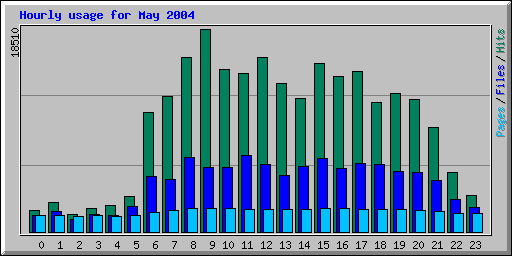 Hourly usage for May 2004
18510
Pages / Files / Hits
0 1 2 3 4 5 6 7 8 9 10 11 12 13 14 15 16 17 18 19 20 21 22 23